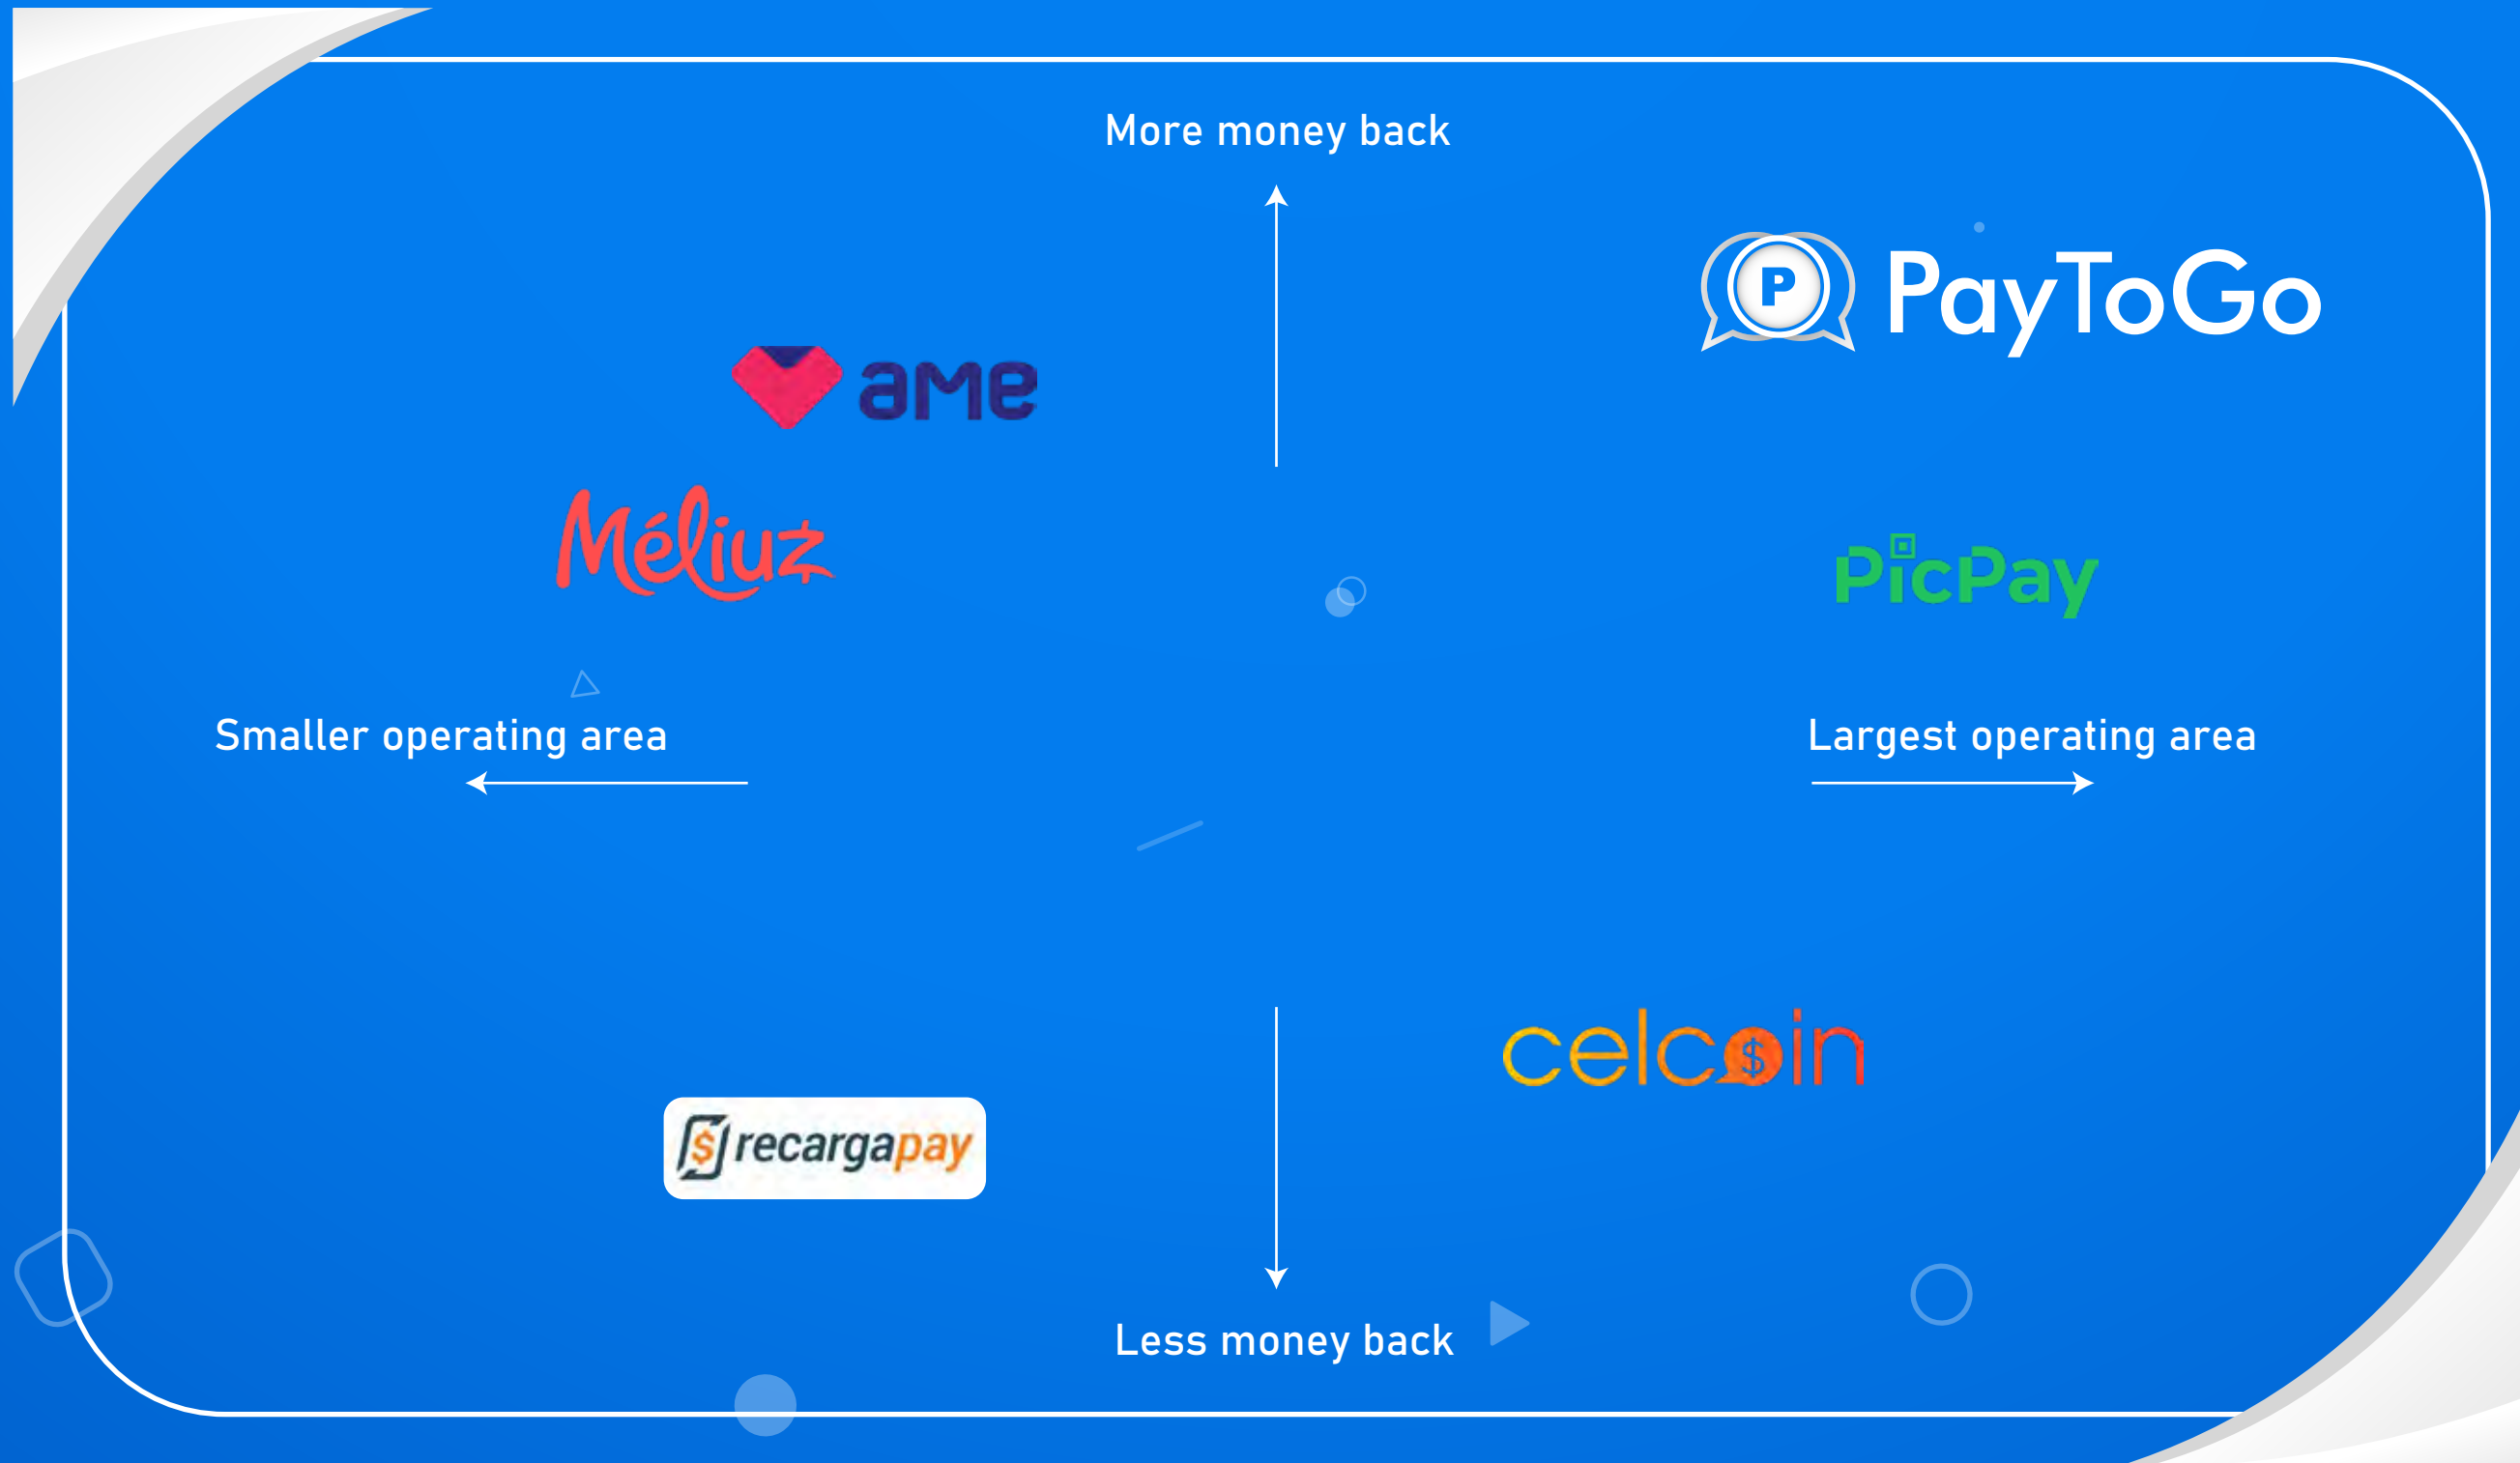 More money back
P PayToGo
ame
Méliuz
PicPay
Smaller operating area
Largest operating area
celcoin
$
$ recargapay
Less money back